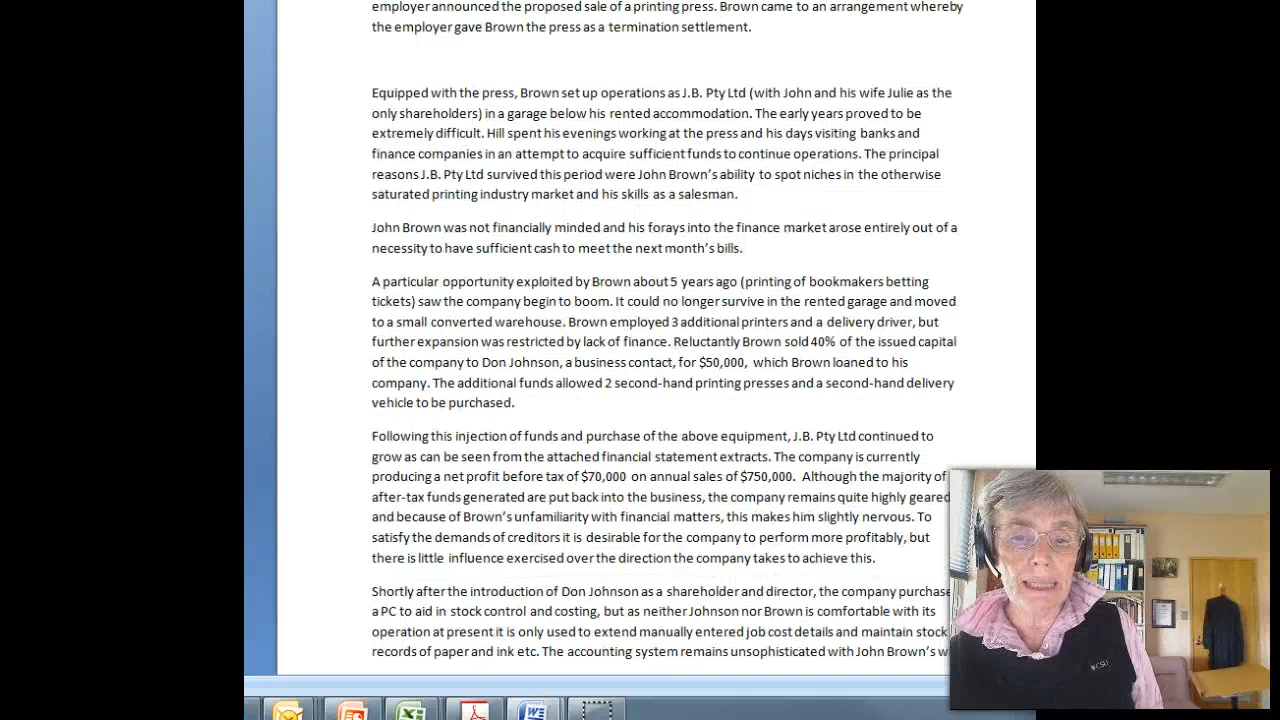 employer announced the proposed sale of a printing press. Brown came to an arrangement whereby
the employer gave Brown the press as a termination settlement.
Equipped with the press, Brown set up operations as J.B. Pty Ltd (with John and his wife Julie as the
only shareholders) in a garage below his rented accommodation. The early years proved to be
extremely difficult. Hill spent his evenings working at the press and his days visiting banks and
finance companies in an attempt to acquire sufficient funds to continue operations. The principal
reasons J.B. Pty Ltd survived this period were John Brown's ability to spot niches in the otherwise
saturated printing industry market and his skills as a salesman.
John Brown was not financially minded and his forays into the finance market arose entirely out of a
necessity to have sufficient cash to meet the next month's bills.
A particular opportunity exploited by Brown about 5 years ago (printing of bookmakers betting
tickets) saw the company begin to boom. It could no longer survive in the rented garage and moved
to a small converted warehouse. Brown employed 3 additional printers and a delivery driver, but
further expansion was restricted by lack of finance. Reluctantly Brown sold 40% of the issued capital
of the company to Don Johnson, a business contact, for $50,000, which Brown loaned to his
company. The additional funds allowed 2 second-hand printing presses and a second-hand delivery
vehicle to be purchased.
Following this injection of funds and purchase of the above equipment, J.B. Pty Ltd continued to
grow as can be seen from the attached financial statement extracts. The company is currently
producing a net profit before tax of $70,000 on annual sales of $750,000. Although the majority of
after-tax funds generated are put back into the business, the company remains quite highly geared
and because of Brown's unfamiliarity with financial matters, this makes him slightly nervous. To
satisfy the demands of creditors it is desirable for the company to perform more profitably, but
there is little influence exercised over the direction the company takes to achieve this.
Shortly after the introduction of Don Johnson as a shareholder and director, the company purchase
a PC to aid in stock control and costing, but as neither Johnson nor Brown is comfortable with its
operation at present it is only used to extend manually entered job cost details and maintain stock
records of paper and ink etc. The accounting system remains unsophisticated with John Brown's w
CSU